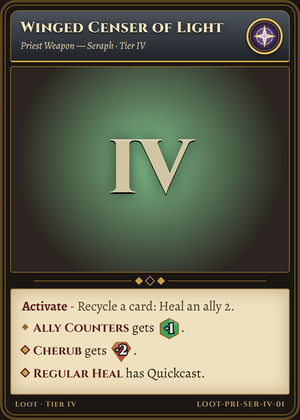 Winged Censer of Light
Priest Weapon — Seraph · Tier IV
IV
Activate - Recycle a card: Heal an ally 2.
Ally Counters gets +1 .
Cherub gets +2 .
Regular Heal has Quickcast.
Loot · Tier IV
LOOT-PRI-SER-IV-01